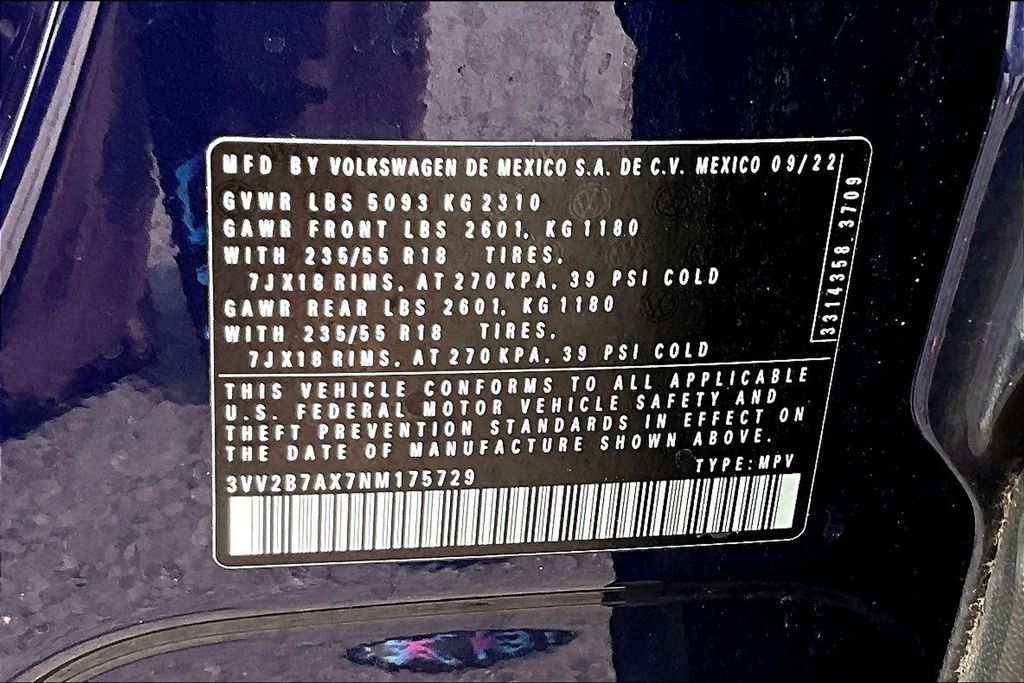 MFD BY VOLKSWAGEN DE MEXICO S.A. DE C.V. MEXICO 09/22
GVWR LBS 5093 KG 2310
GAWR FRONT LBS 2601, KG 1180
WITH 235/55 R18 TIRES,
7JX18 RIMS, AT 270 KPA, 39 PSI COLD
GAWR REAR LBS 2601, KG 1180
WITH 235/55 R18 TIRES,
7JX18 RIMS, AT 270 KPA, 39 PSI COLD
3314358.3709
THIS VEHICLE CONFORMS TO ALL APPLICABLE
U.S. FEDERAL MOTOR VEHICLE SAFETY AND
THEFT PREVENTION STANDARDS IN EFFECT ON
THE DATE OF MANUFACTURE SHOWN ABOVE.
3VV2B7AX7NM175729 TYPE:MPV